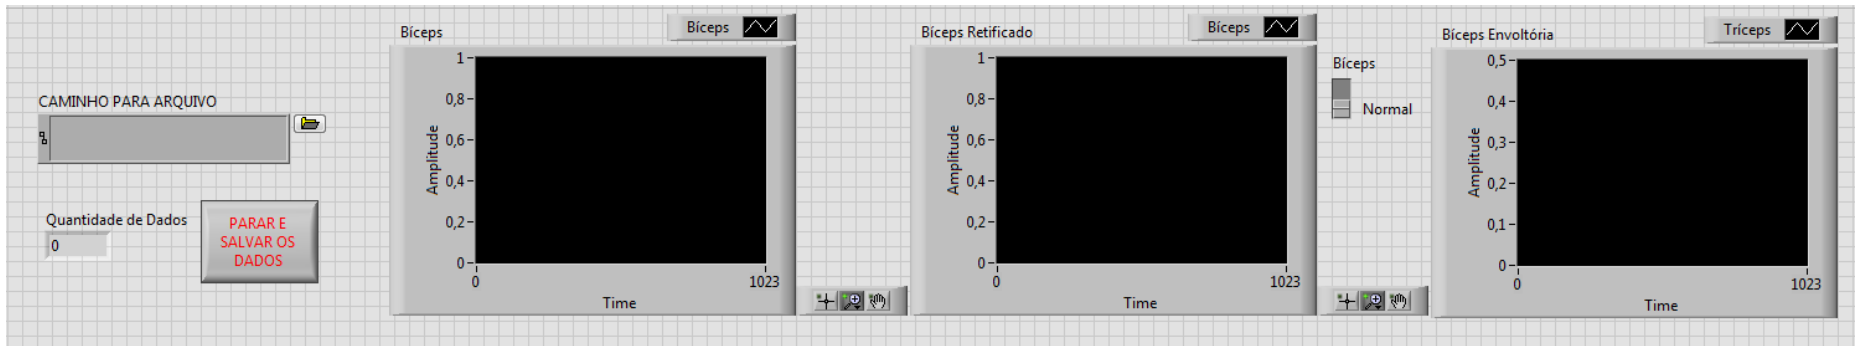 CAMINHO PARA ARQUIVO
Quantidade de Dados
0
PARAR E
SALVAR OS
DADOS
Bíceps
Bíceps
1
0,8
0,6
0,4
0,2
0
Amplitude
0
1023
Time
Bíceps Retificado
Bíceps
1
0,8
0,6
0,4
0,2
0
Amplitude
0
1023
Time
Bíceps
Normal
Bíceps Envoltória
Tríceps
0,5
0,4
0,3
0,2
0,1
0
Amplitude
0
1023
Time